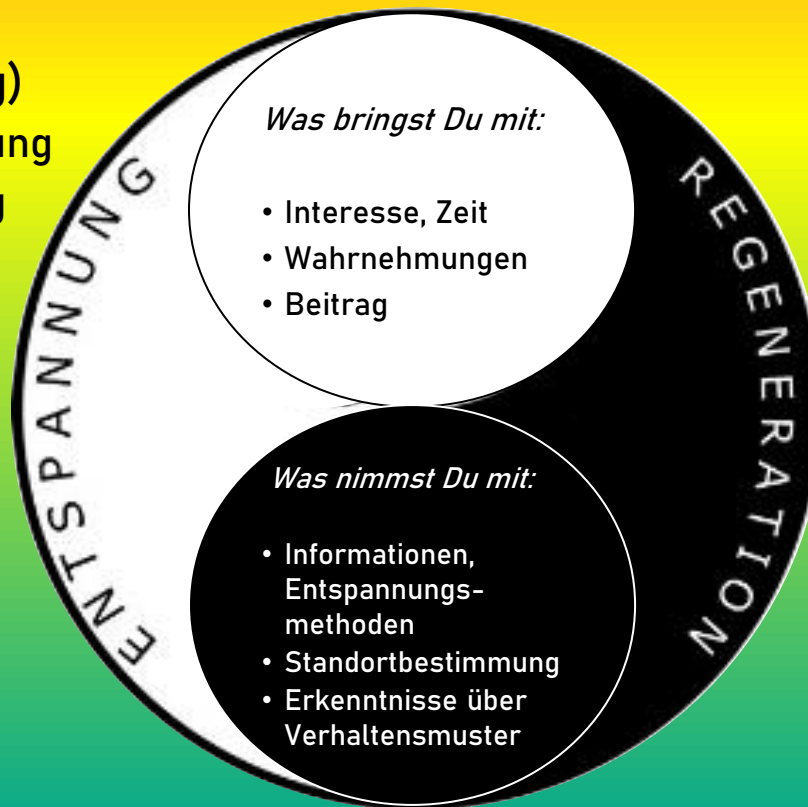 Was bringst Du mit:
• Interesse, Zeit
• Wahrnehmungen
• Beitrag
ENTSPANNUNG
REGENERATION
Was nimmst Du mit:
• Informationen,
Entspannungs-
methoden
• Standortbestimmung
• Erkenntnisse über
Verhaltensmuster